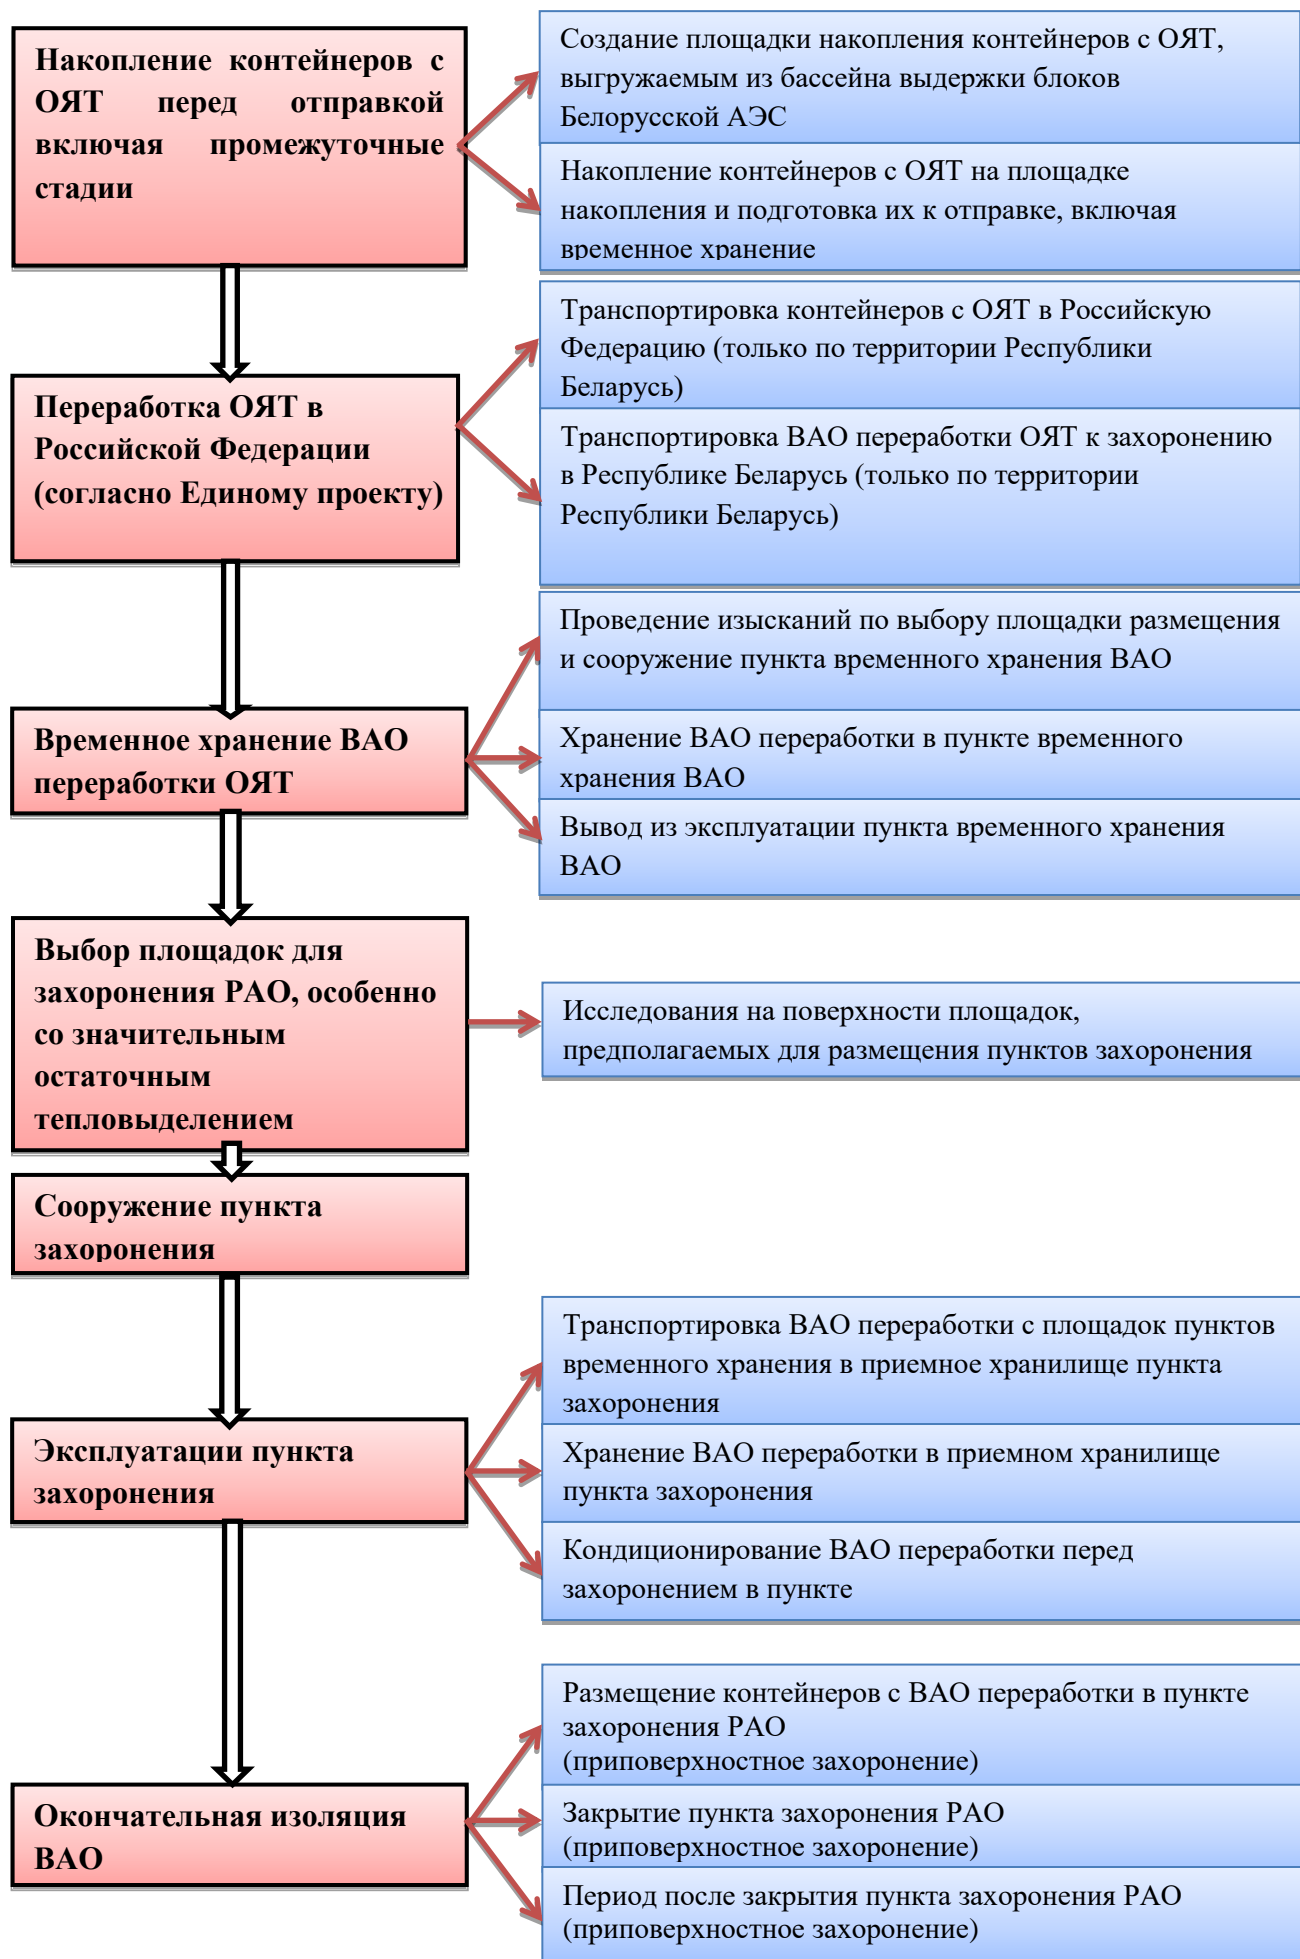 Накопление контейнеров с
ОЯТ перед отправкой
включая промежуточные
стадии
Создание площадки накопления контейнеров с ОЯТ,
выгружаемым из бассейна выдержки блоков
Белорусской АЭС
Накопление контейнеров с ОЯТ на площадке
накопления и подготовка их к отправке, включая
временное хранение
Переработка ОЯТ в
Российской Федерации
(согласно Единому проекту)
Транспортировка контейнеров с ОЯТ в Российскую
Федерацию (только по территории Республики
Беларусь)
Транспортировка ВАО переработки ОЯТ к захоронению
в Республике Беларусь (только по территории
Республики Беларусь)
Временное хранение ВАО
переработки ОЯТ
Проведение изысканий по выбору площадки размещения
и сооружение пункта временного хранения ВАО
Хранение ВАО переработки в пункте временного
хранения ВАО
Вывод из эксплуатации пункта временного хранения
ВАО
Выбор площадок для
захоронения РАО, особенно
со значительным
остаточным
тепловыделением
Исследования на поверхности площадок,
предполагаемых для размещения пунктов захоронения
Сооружение пункта
захоронения
Эксплуатации пункта
захоронения
Транспортировка ВАО переработки с площадок пунктов
временного хранения в приемное хранилище пункта
захоронения
Хранение ВАО переработки в приемном хранилище
пункта захоронения
Кондиционирование ВАО переработки перед
захоронением в пункте
Окончательная изоляция
ВАО
Размещение контейнеров с ВАО переработки в пункте
захоронения РАО
(приповерхностное захоронение)
Закрытие пункта захоронения РАО
(приповерхностное захоронение)
Период после закрытия пункта захоронения РАО
(приповерхностное захоронение)